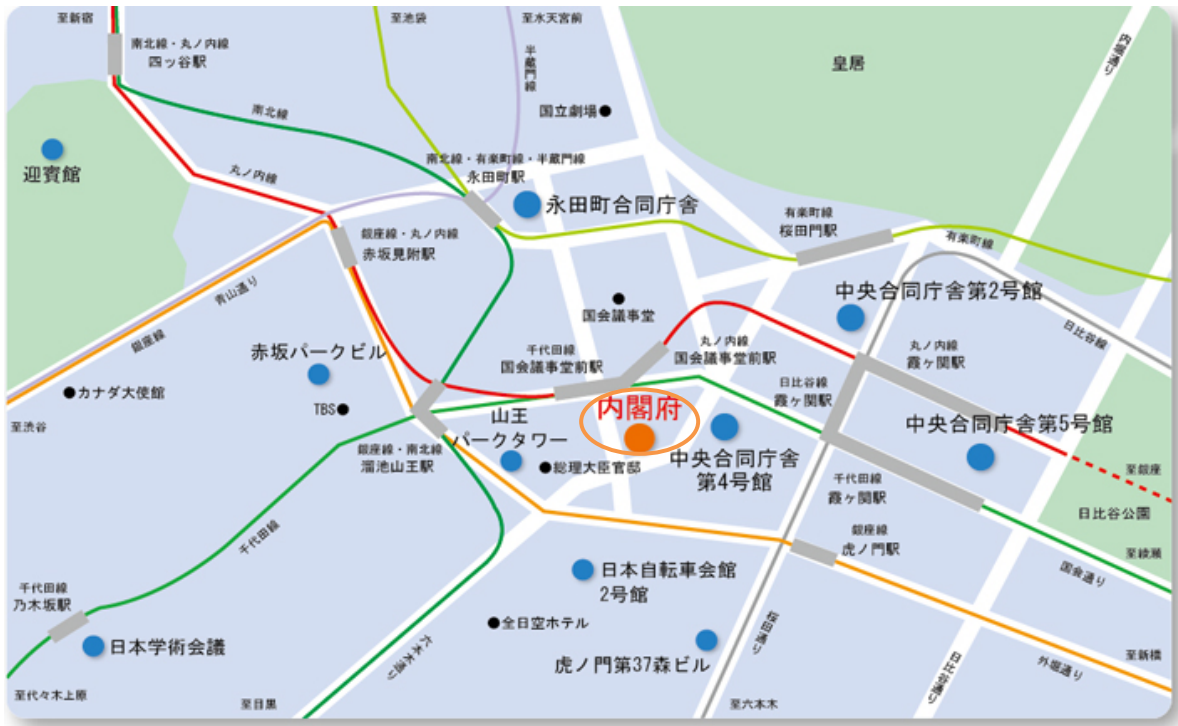 至新宿
至池袋
至水天宮前
南北線・丸ノ内線
四ッ谷駅
半蔵門線
内堀通り
皇居
南北線
国立劇場
迎賓館
丸ノ内線
南北線・有楽町線・半蔵門線
永田町駅
永田町合同庁舎
有楽町線
桜田門駅
有楽町線
銀座線・丸ノ内線
赤坂見附駅
青山通り
銀座線
国会議事堂
中央合同庁舎第2号館
日比谷線
赤坂パークビル
千代田線
国会議事堂前駅
丸ノ内線
国会議事堂前駅
丸ノ内線
霞ヶ関駅
カナダ大使館
TBS
日比谷線
霞ヶ関駅
至渋谷
山王
パークタワー
内閣府
中央合同庁舎第5号館
銀座線・南北線
溜池山王駅
総理大臣官邸
中央合同庁舎
第4号館
至銀座
千代田線
霞ヶ関駅
日比谷公園
千代田線
銀座線
虎ノ門駅
至綾瀬
国会通り
千代田線
乃木坂駅
日本自転車会館
2号館
日本学術会議
全日空ホテル
六本木通り
虎ノ門第37森ビル
桜田通り
日比谷通り
外堀通り
至新橋
至代々木上原
至目黒
至六本木